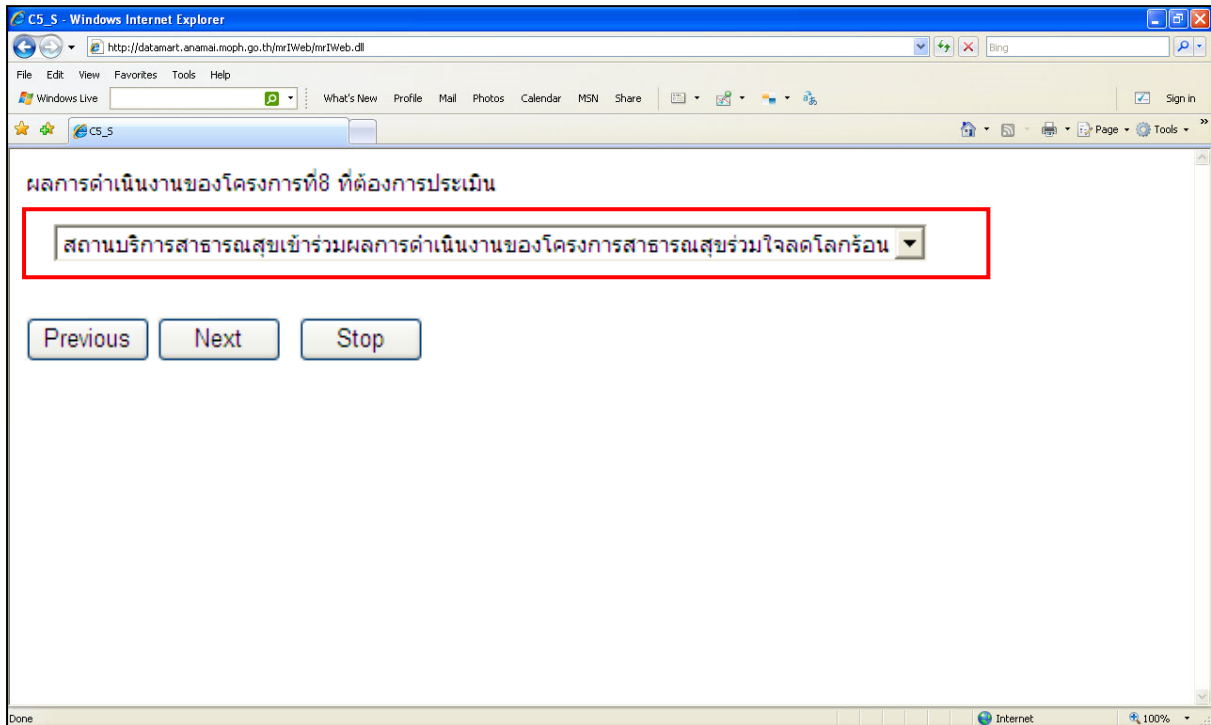 C5_S - Windows Internet Explorer
http://datamart.anamai.moph.go.th/mrIWeb/mrIWeb.dll
Bing
File Edit View Favorites Tools Help
Windows Live What's New Profile Mail Photos Calendar MSN Share Sign in
C5_S Page Tools »
ผลการดำเนินงานของโครงการที่8 ที่ต้องการประเมิน
สถานบริการสาธารณสุขเข้าร่วมผลการดำเนินงานของโครงการสาธารณสุขร่วมใจลดโลกร้อน
Previous Next Stop
Done Internet 100%